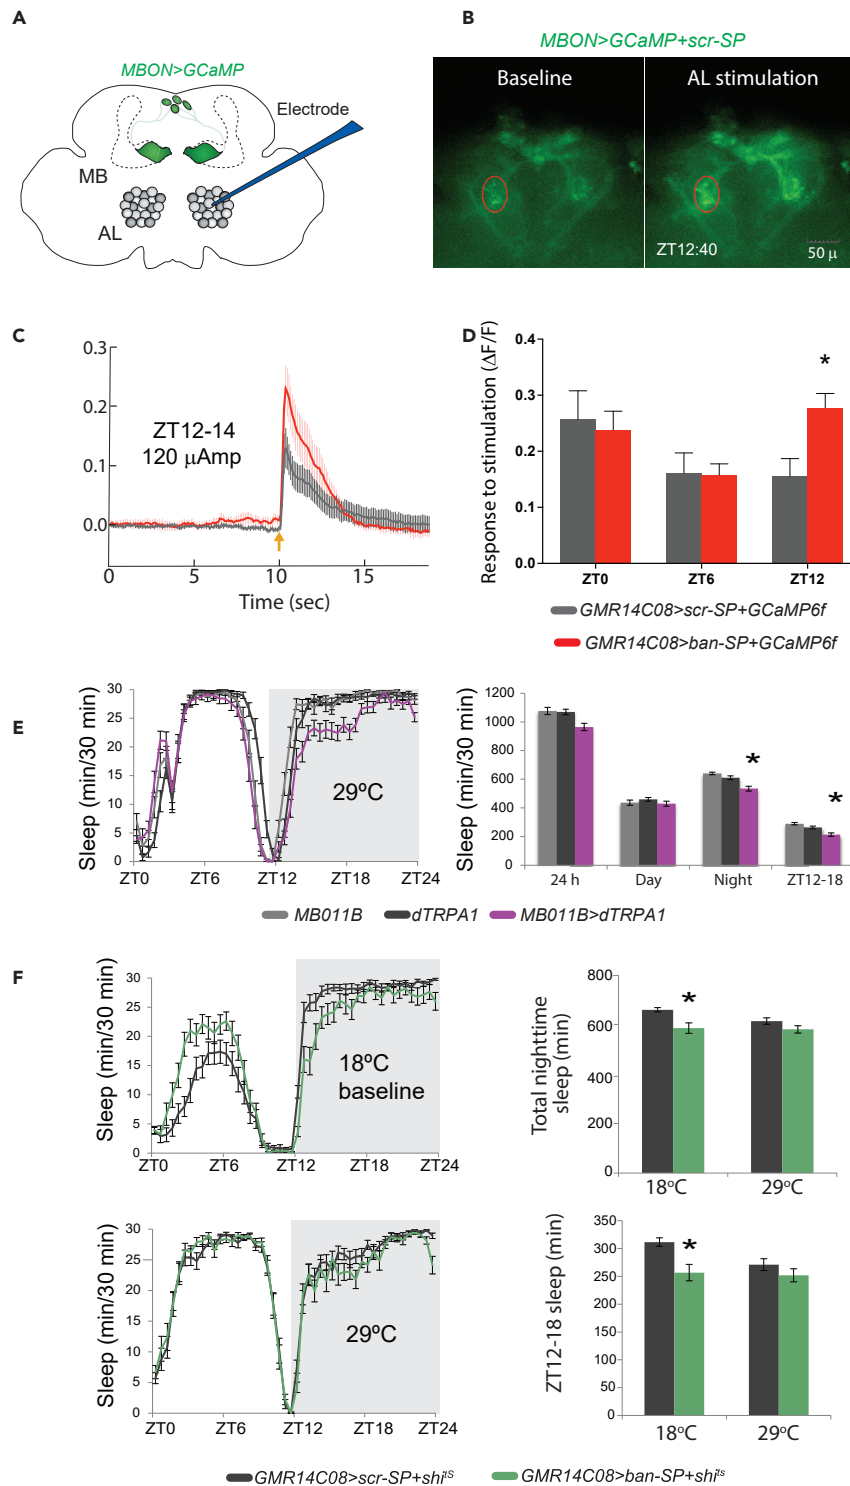 A
MBON>GCaMP
Electrode
MB
AL
B
MBON>GCaMP+scr-SP
Baseline
AL stimulation
ZT12:40
50 μ
C
0.3
0.2
0.1
0.0
ZT12-14
120 μAmp
0
5
10
15
Time (sec)
D
Response to stimulation (ΔF/F)
0.4
0.3
0.2
0.1
0.0
*
ZT0
ZT6
ZT12
GMR14C08>scr-SP+GCaMP6f
GMR14C08>ban-SP+GCaMP6f
E
Sleep (min/30 min)
30
25
20
15
10
5
0
29ºC
ZT0
ZT6
ZT12
ZT18
ZT24
Sleep (min/30 min)
1200
1000
800
600
400
200
0
*
*
24 h
Day
Night
ZT12-18
MB011B
dTRPA1
MB011B>dTRPA1
F
Sleep (min/30 min)
30
25
20
15
10
5
0
18ºC
baseline
ZT0
ZT6
ZT12
ZT18
ZT24
Total nighttime
sleep (min)
800
600
400
200
0
*
18ºC
29ºC
Sleep (min/30 min)
30
25
20
15
10
5
0
29ºC
ZT0
ZT6
ZT12
ZT18
ZT24
ZT12-18 sleep (min)
350
300
250
200
150
100
50
0
*
18ºC
29ºC
GMR14C08>scr-SP+shiᵗˢ
GMR14C08>ban-SP+shiᵗˢ